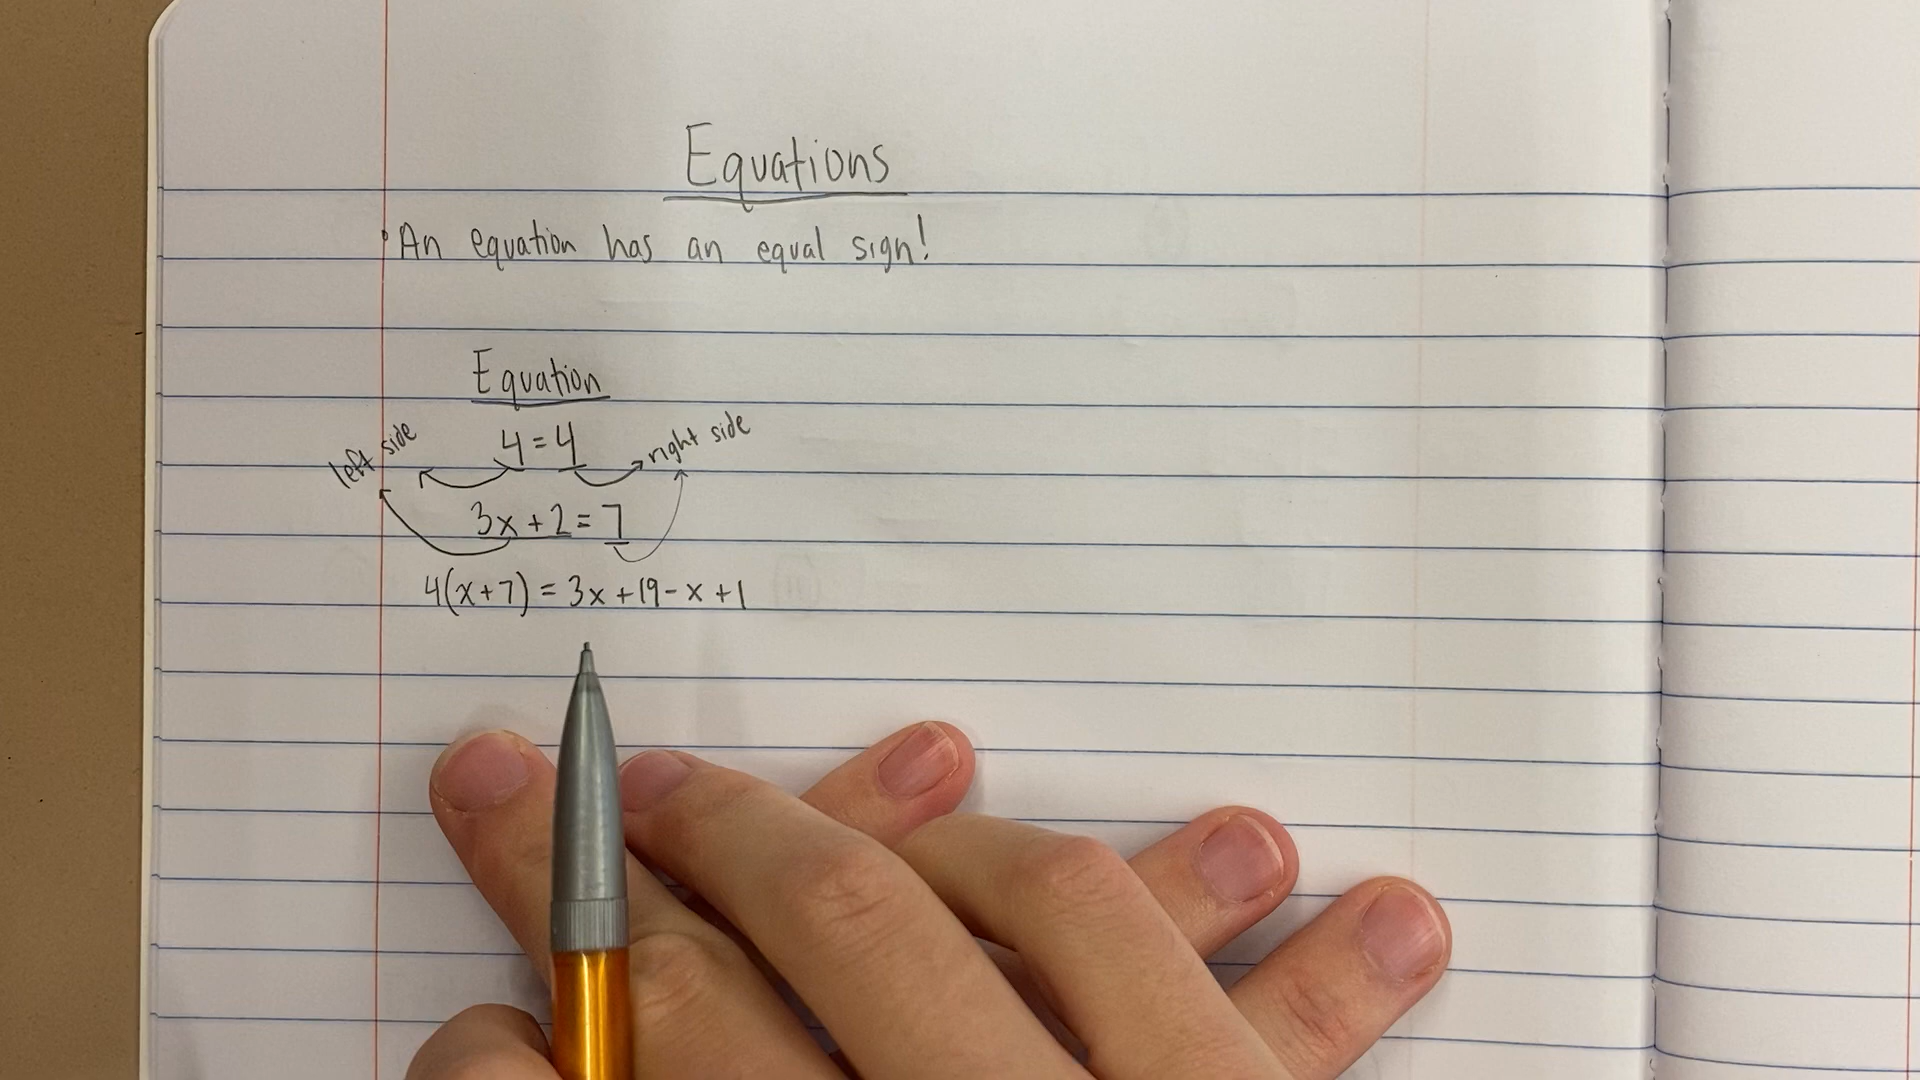 Equations
• An equation has an equal sign!
Equation
left side
4 = 4
right side
3x + 2 = 7
4(x+7) = 3x + 19 - x + 1